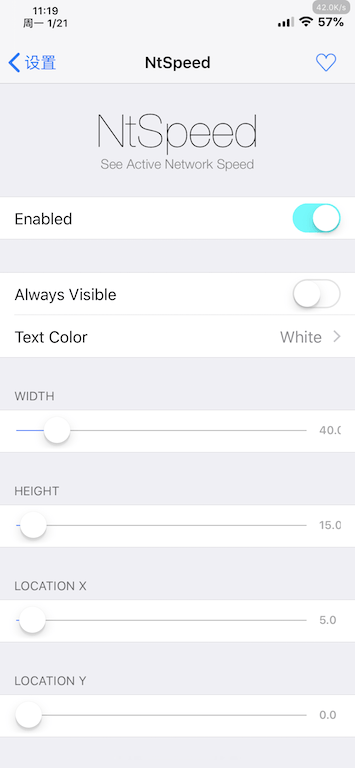 11:19
周一 1/21
42.0K/s
57%
设置
NtSpeed
NtSpeed
See Active Network Speed
Enabled
Always Visible
Text Color
White
WIDTH
40.0
HEIGHT
15.0
LOCATION X
5.0
LOCATION Y
0.0